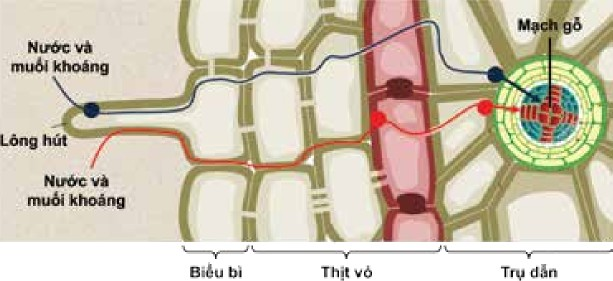 Mạch gỗ
Nước và
muối khoáng
Lông hút
Nước và
muối khoáng
Biểu bì
Thịt vỏ
Trụ dẫn